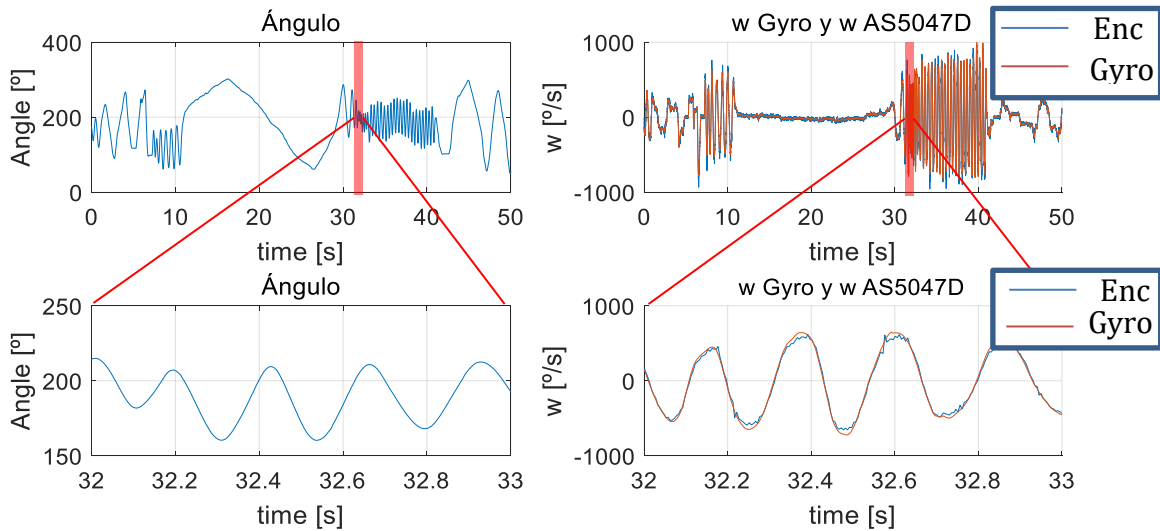 Ángulo
400
200
0
Angle [º]
0
10
20
30
40
50
time [s]
w Gyro y w AS5047D
1000
0
-1000
w [º/s]
0
10
20
30
40
50
time [s]
Enc
Gyro
Ángulo
250
200
150
Angle [º]
32
32.2
32.4
32.6
32.8
33
time [s]
w Gyro y w AS5047D
1000
0
-1000
w [º/s]
32
32.2
32.4
32.6
32.8
33
time [s]
Enc
Gyro